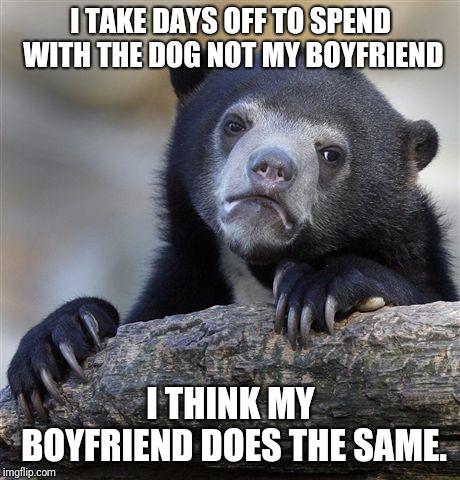 I TAKE DAYS OFF TO SPEND
WITH THE DOG NOT MY BOYFRIEND
I THINK MY
BOYFRIEND DOES THE SAME.
imgflip.com